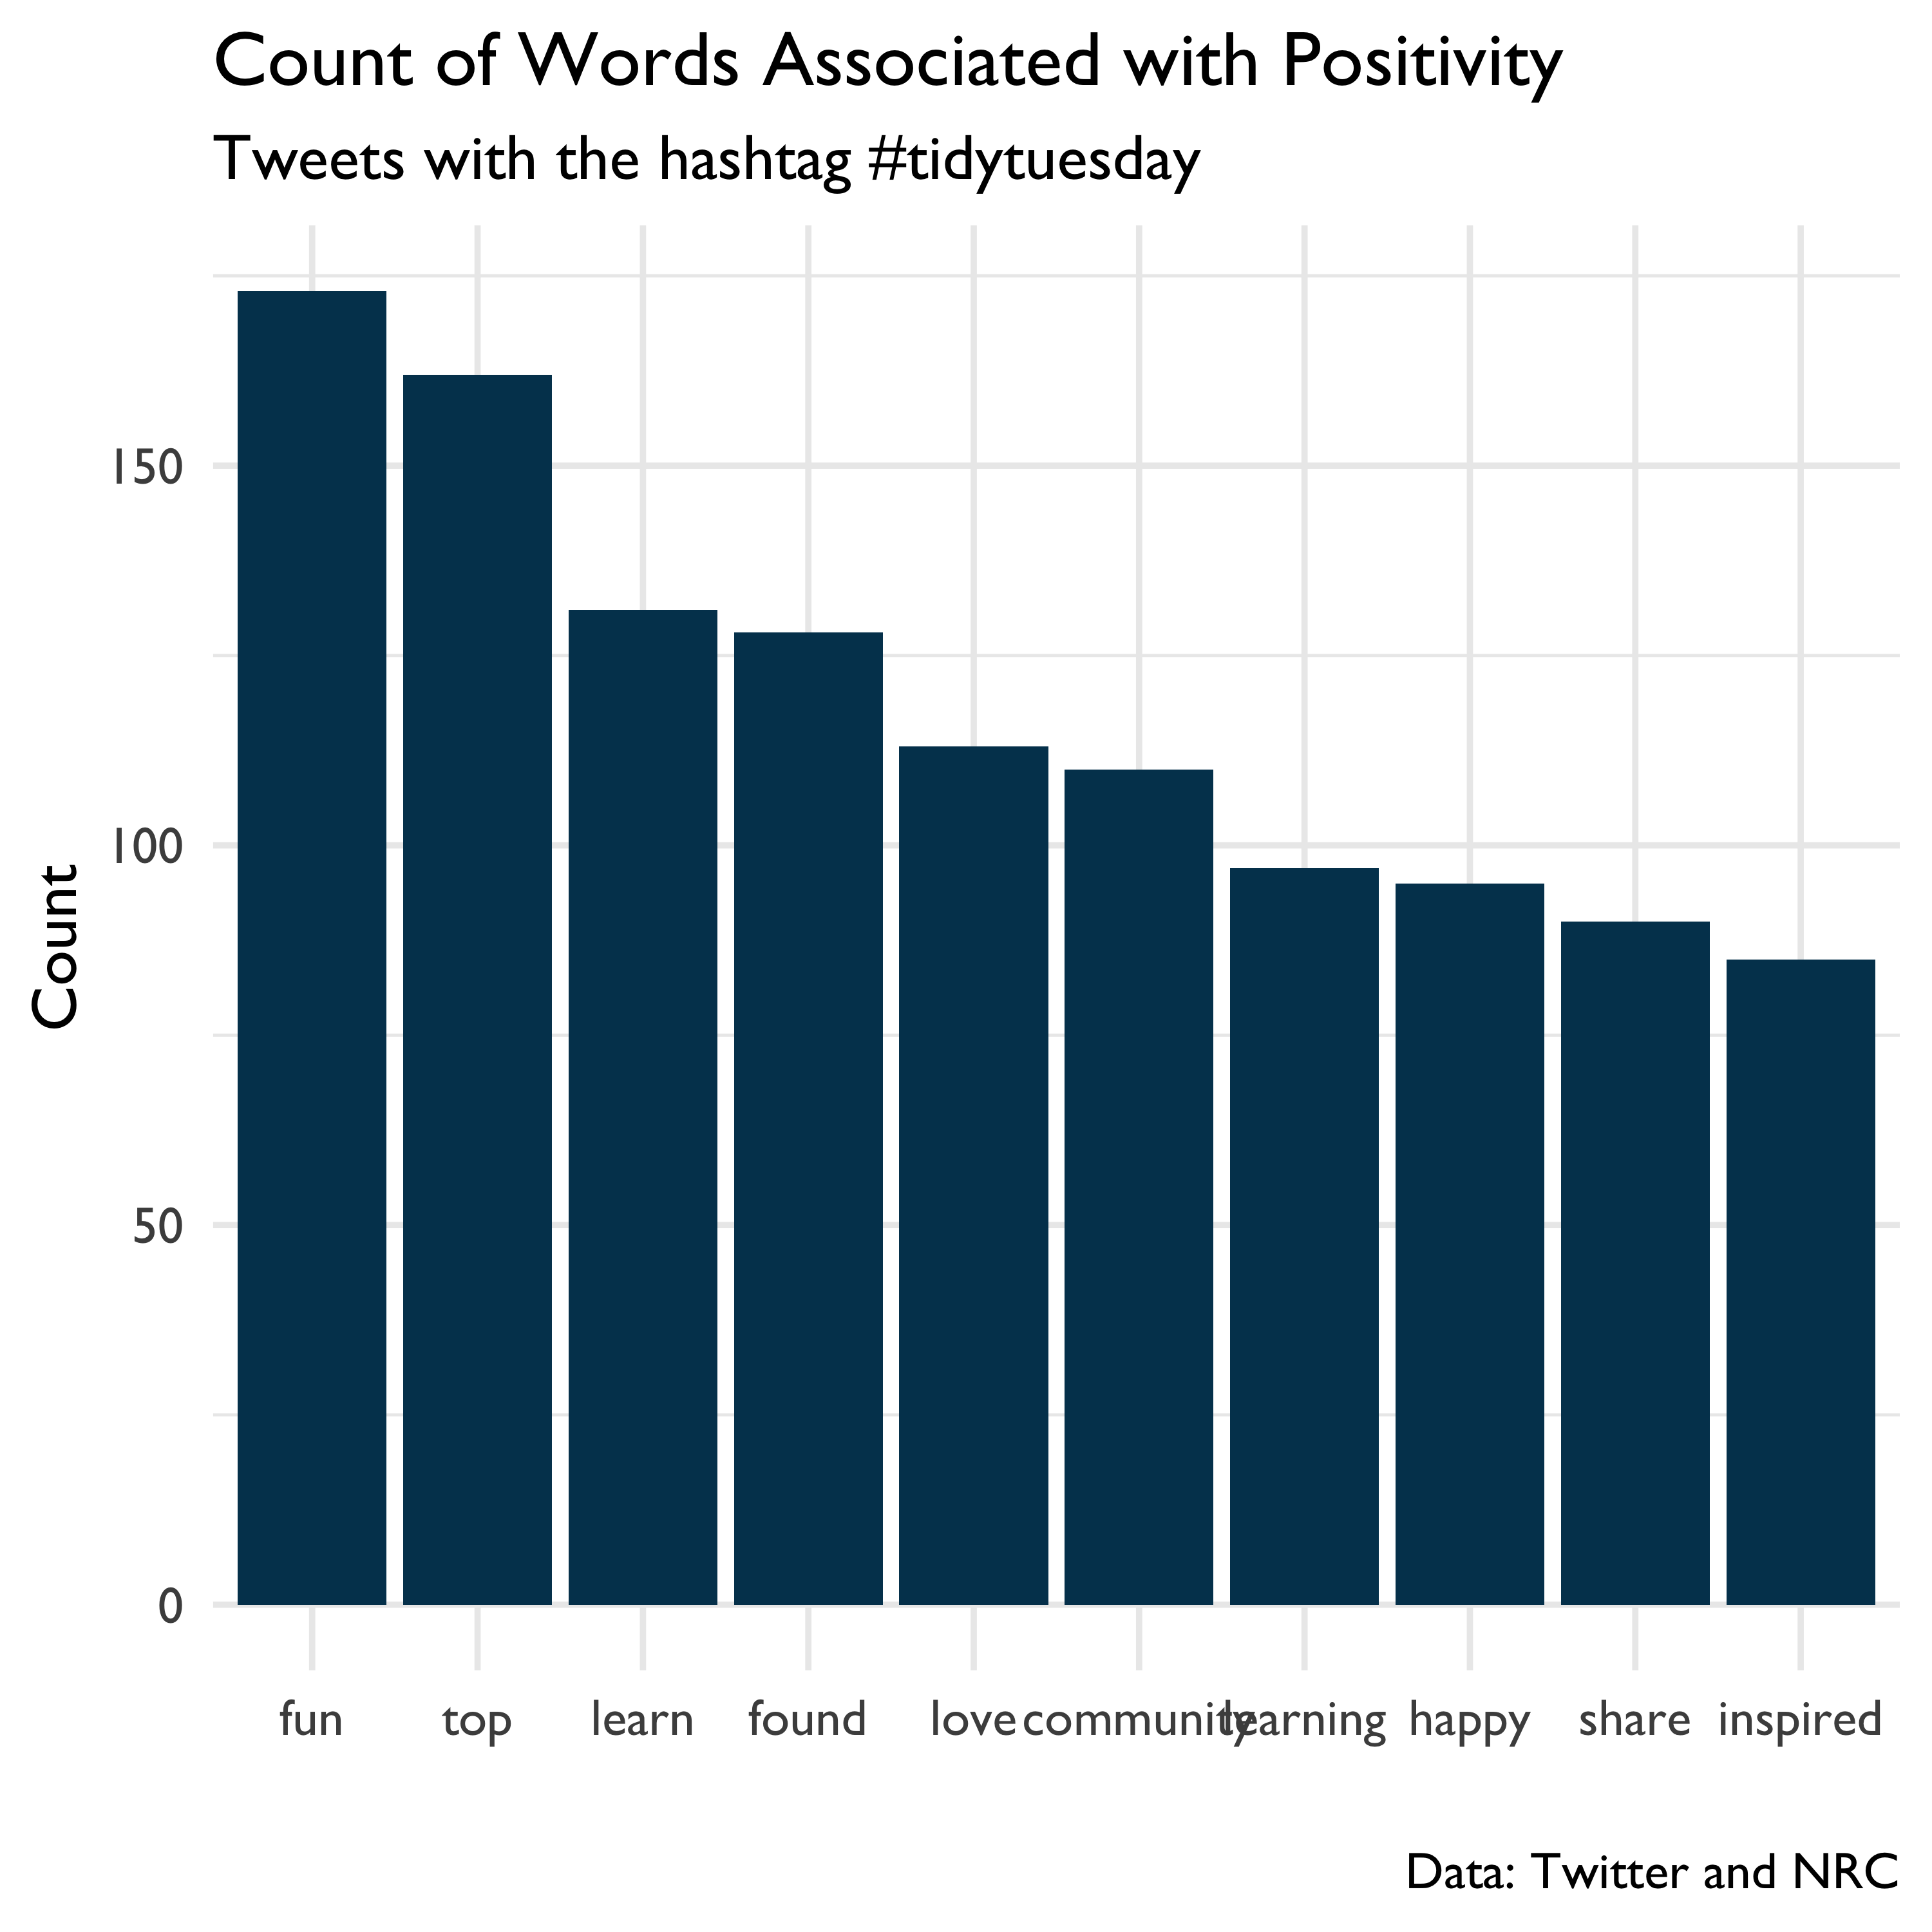 Count of Words Associated with Positivity
Tweets with the hashtag #tidytuesday
150
100
50
0
Count
fun top learn found love community learning happy share inspired
Data: Twitter and NRC